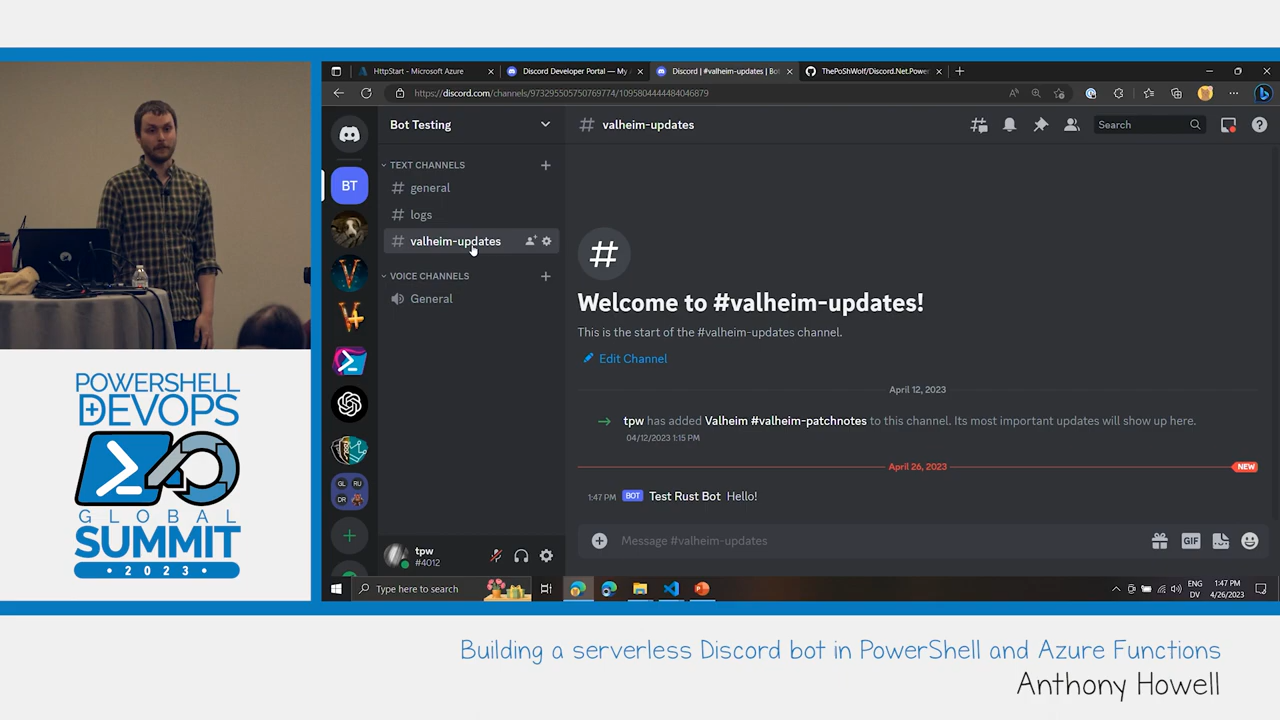 HttpStart - Microsoft Azure
Discord Developer Portal — My
Discord | #valheim-updates | Bo
ThePoShWolf/Discord.Net.Power
https://discord.com/channels/973295505750769774/1095804444484046879
Bot Testing
valheim-updates
Search
BT
TEXT CHANNELS
general
logs
valheim-updates
VOICE CHANNELS
General
Welcome to #valheim-updates!
This is the start of the #valheim-updates channel.
Edit Channel
April 12, 2023
tpw has added Valheim #valheim-patchnotes to this channel. Its most important updates will show up here.
04/12/2023 1:15 PM
April 26, 2023
NEW
1:47 PM BOT Test Rust Bot Hello!
GL RU
DR
Message #valheim-updates
GIF
tpw
#4012
Type here to search
ENG
DV
1:47 PM
4/26/2023
POWERSHELL
+DEVOPS
GLOBAL
SUMMIT
• 2023 •
Building a serverless Discord bot in PowerShell and Azure Functions
Anthony Howell